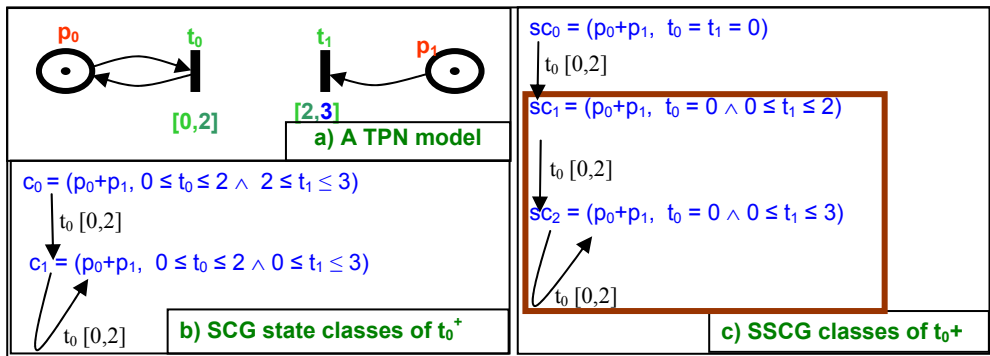 p₀ t₀ t₁ p₁
[0,2] [2,3]
a) A TPN model
c₀ = (p₀+p₁, 0 ≤ t₀ ≤ 2 ∧ 2 ≤ t₁ ≤ 3)
t₀ [0,2]
c₁ = (p₀+p₁, 0 ≤ t₀ ≤ 2 ∧ 0 ≤ t₁ ≤ 3)
t₀ [0,2]
b) SCG state classes of t₀⁺
sc₀ = (p₀+p₁, t₀ = t₁ = 0)
t₀ [0,2]
sc₁ = (p₀+p₁, t₀ = 0 ∧ 0 ≤ t₁ ≤ 2)
t₀ [0,2]
sc₂ = (p₀+p₁, t₀ = 0 ∧ 0 ≤ t₁ ≤ 3)
t₀ [0,2]
c) SSCG classes of t₀+